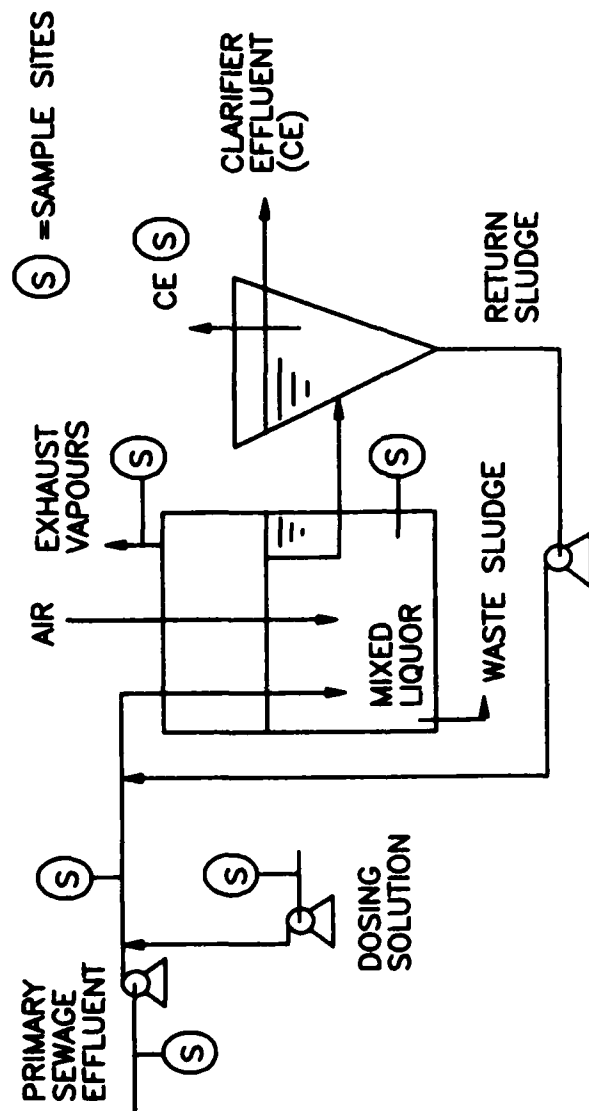 Ⓢ =SAMPLE SITES
PRIMARY
SEWAGE
EFFLUENT
S
S
DOSING
SOLUTION
S
AIR
EXHAUST
VAPOURS
S
MIXED
LIQUOR
S
WASTE SLUDGE
CE Ⓢ
CLARIFIER
EFFLUENT
(CE)
RETURN
SLUDGE